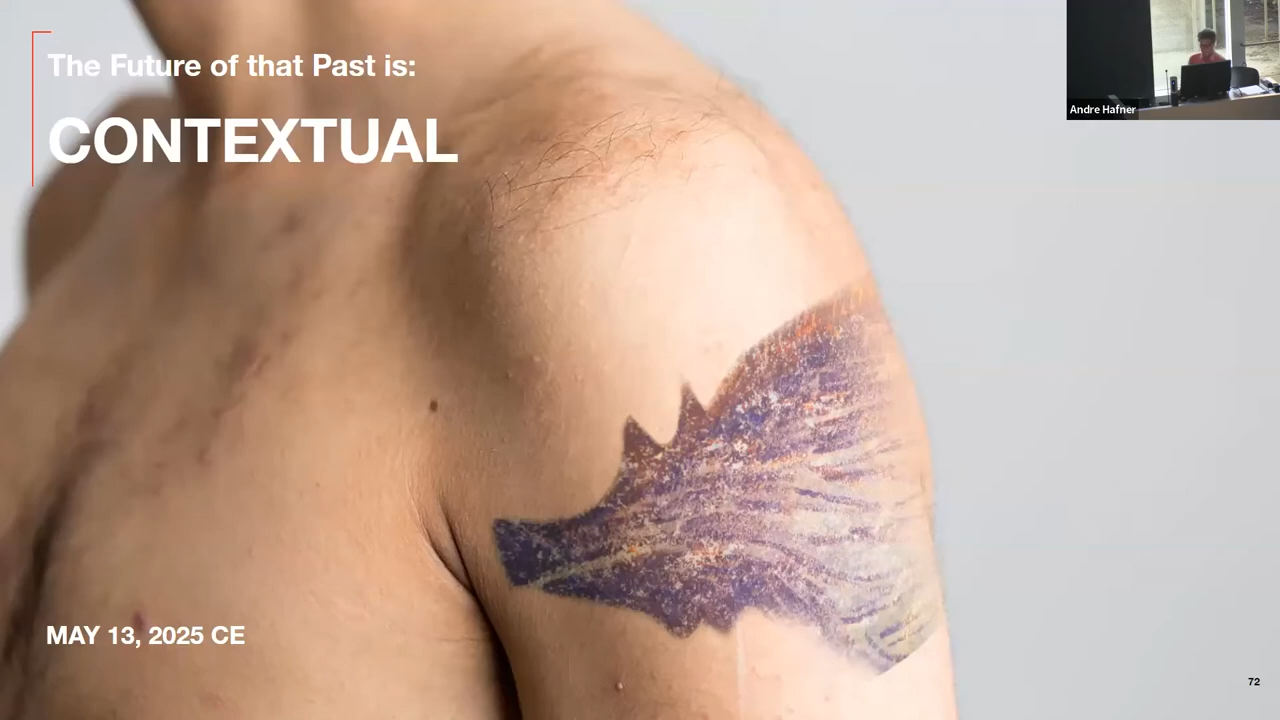 The Future of that Past is:
CONTEXTUAL
Andre Hafner
MAY 13, 2025 CE
72